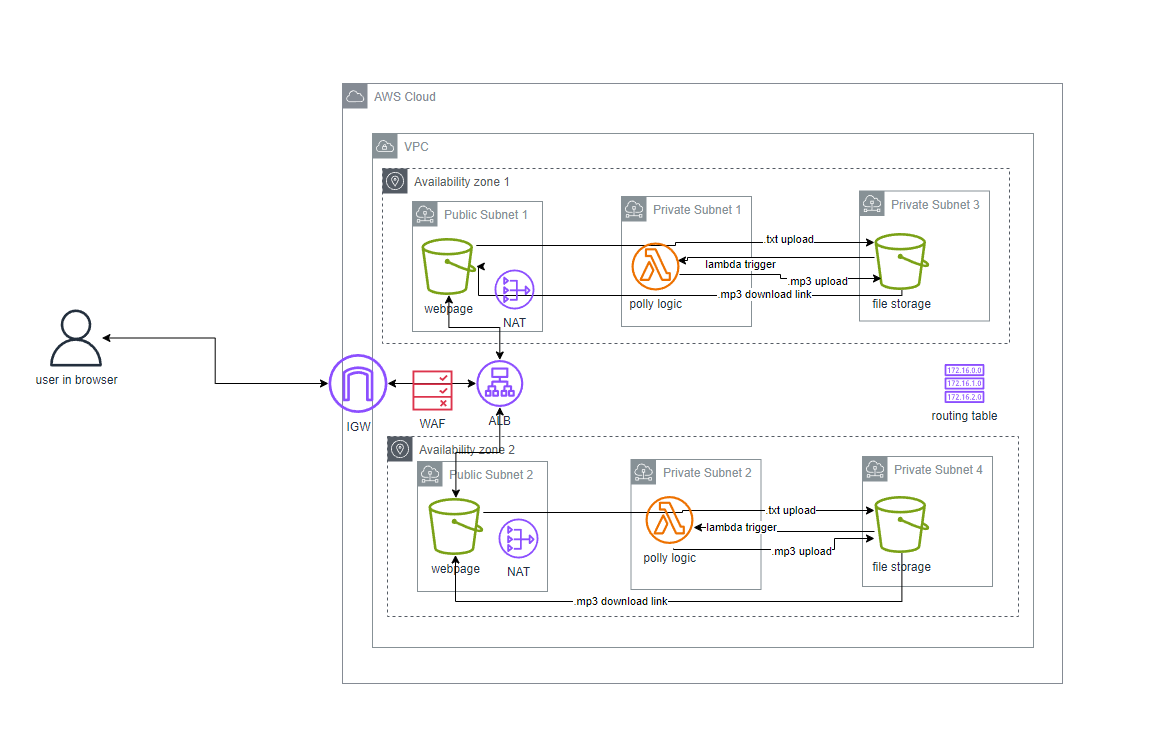 AWS Cloud
VPC
Availability zone 1
Public Subnet 1
Private Subnet 1
Private Subnet 3
.txt upload
lambda trigger
.mp3 upload
.mp3 download link
webpage
NAT
polly logic
file storage
user in browser
IGW
WAF
ALB
172.16.0.0
172.16.1.0
172.16.2.0
routing table
Availability zone 2
Public Subnet 2
Private Subnet 2
Private Subnet 4
.txt upload
lambda trigger
.mp3 upload
webpage
NAT
polly logic
file storage
.mp3 download link